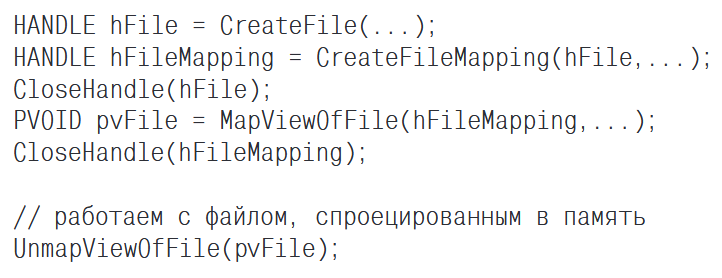 HANDLE hFile = CreateFile(...);
HANDLE hFileMapping = CreateFileMapping(hFile,...);
CloseHandle(hFile);
PVOID pvFile = MapViewOfFile(hFileMapping,...);
CloseHandle(hFileMapping);
// работаем с файлом, спроецированным в память
UnmapViewOfFile(pvFile);